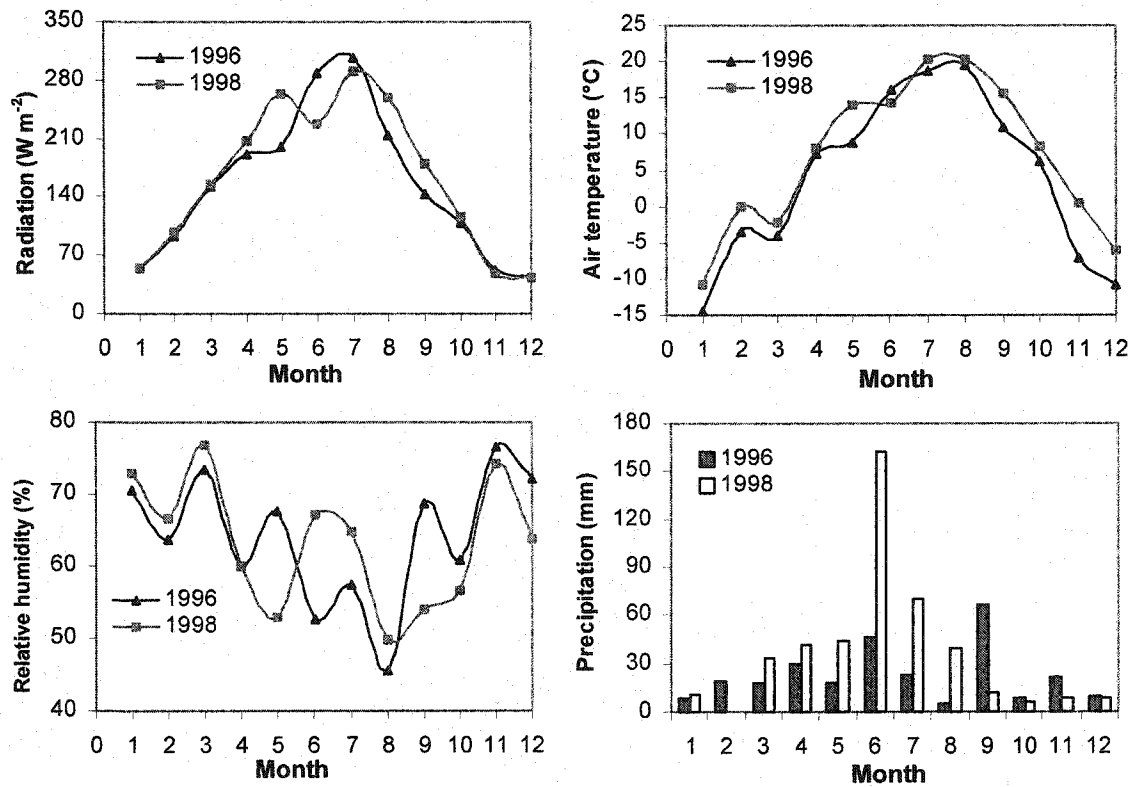 350
280
210
140
70
0
Radiation (W m⁻²)
1996
1998
0 1 2 3 4 5 6 7 8 9 10 11 12
Month
25
20
15
10
5
0
-5
-10
-15
Air temperature (°C)
1996
1998
0 1 2 3 4 5 6 7 8 9 10 11 12
Month
80
70
60
50
40
Relative humidity (%)
1996
1998
0 1 2 3 4 5 6 7 8 9 10 11 12
Month
180
150
120
90
60
30
0
Precipitation (mm)
1996
1998
1 2 3 4 5 6 7 8 9 10 11 12
Month